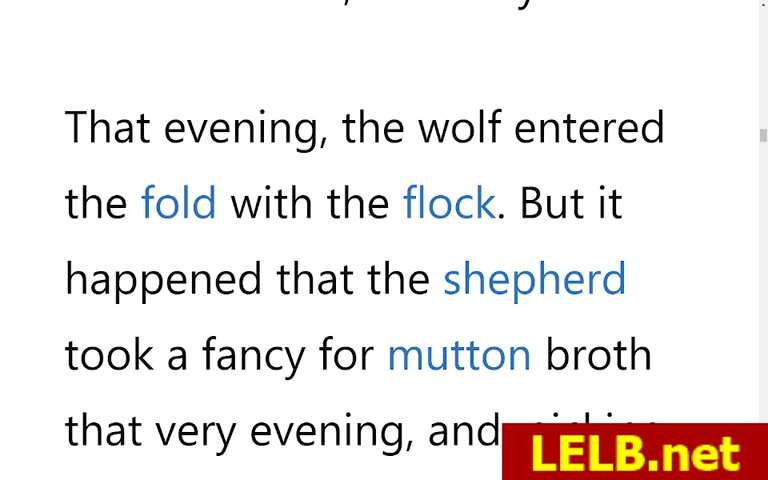 That evening, the wolf entered
the fold with the flock. But it
happened that the shepherd
took a fancy for mutton broth
that very evening, and
LELB.net